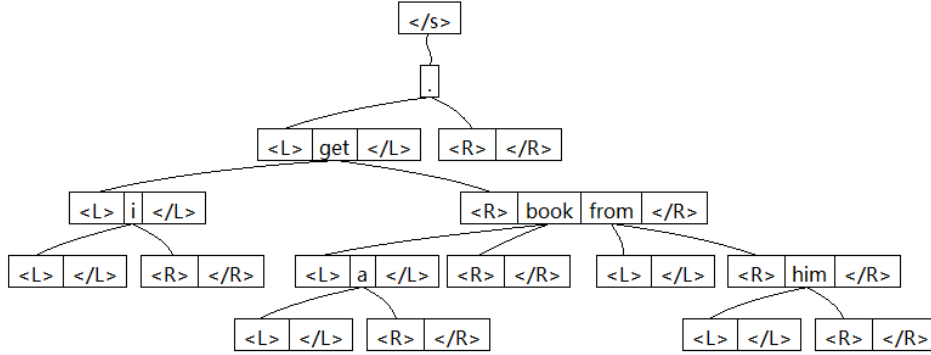 </s>
.
<L> get </L> <R> </R>
<L> i </L> <R> book from </R>
<L> </L> <R> </R> <L> a </L> <R> </R> <L> </L> <R> him </R>
<L> </L> <R> </R> <L> </L> <R> </R>